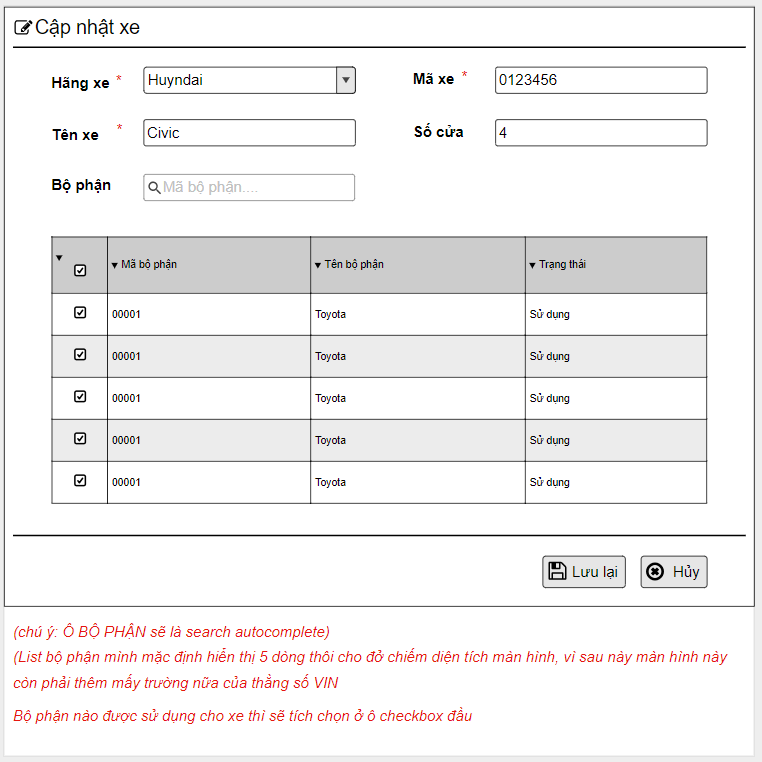 Cập nhật xe
Hãng xe * Huyndai Mã xe * 0123456
Tên xe * Civic Số cửa 4
Bộ phận Mã bộ phận....
Mã bộ phận Tên bộ phận Trạng thái
00001 Toyota Sử dụng
00001 Toyota Sử dụng
00001 Toyota Sử dụng
00001 Toyota Sử dụng
00001 Toyota Sử dụng
Lưu lại Hủy
(chú ý: Ô BỘ PHẬN sẽ là search autocomplete)
(List bộ phận mình mặc định hiển thị 5 dòng thôi cho đở chiếm diện tích màn hình, vì sau này màn hình này
còn phải thêm mấy trường nữa của thằng số VIN
Bộ phận nào được sử dụng cho xe thì sẽ tích chọn ở ô checkbox đầu